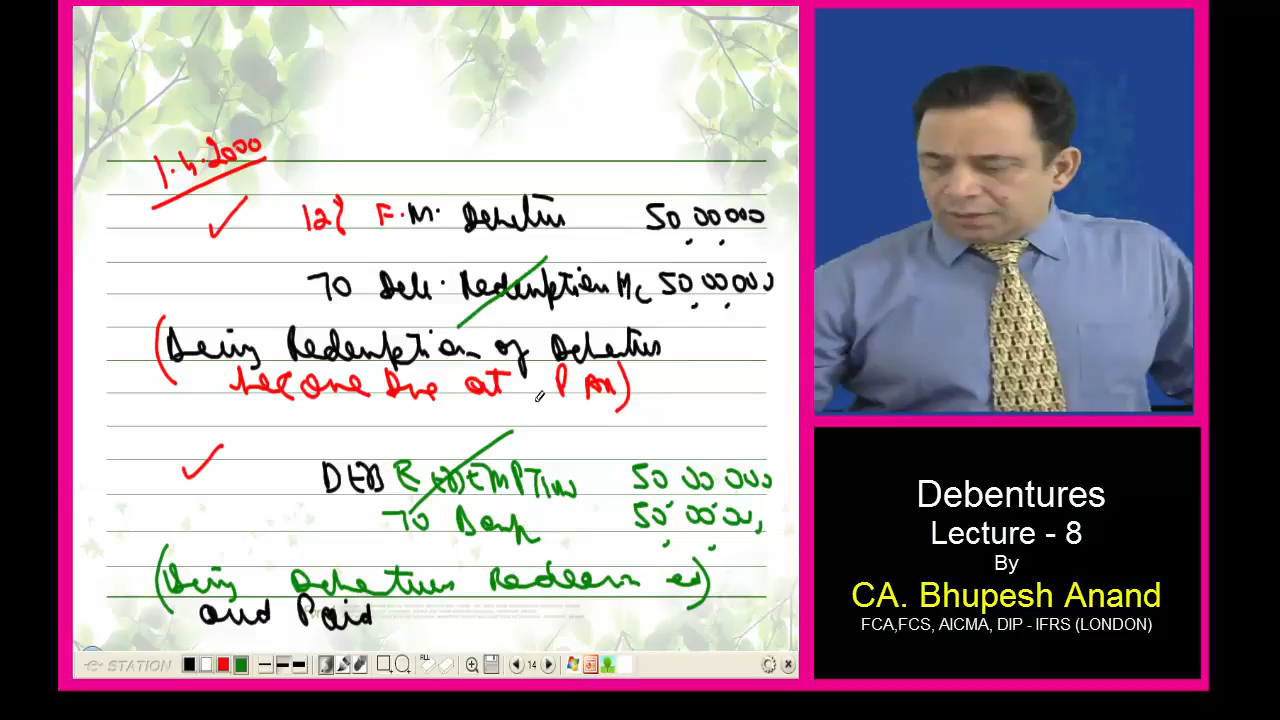 1.4.2000
12% F.M. Debentures 50,00,000
To Deb. Redemption A/c 50,00,000
(Being Redemption of Debentures
become Due at PAR)
DEB REDEMPTION 50,00,000
To Bank 50,00,000
(Being Debentures Redeemed)
and Paid
e-STATION
ALL
14
Debentures
Lecture - 8
By
CA. Bhupesh Anand
FCA,FCS, AICMA, DIP - IFRS (LONDON)